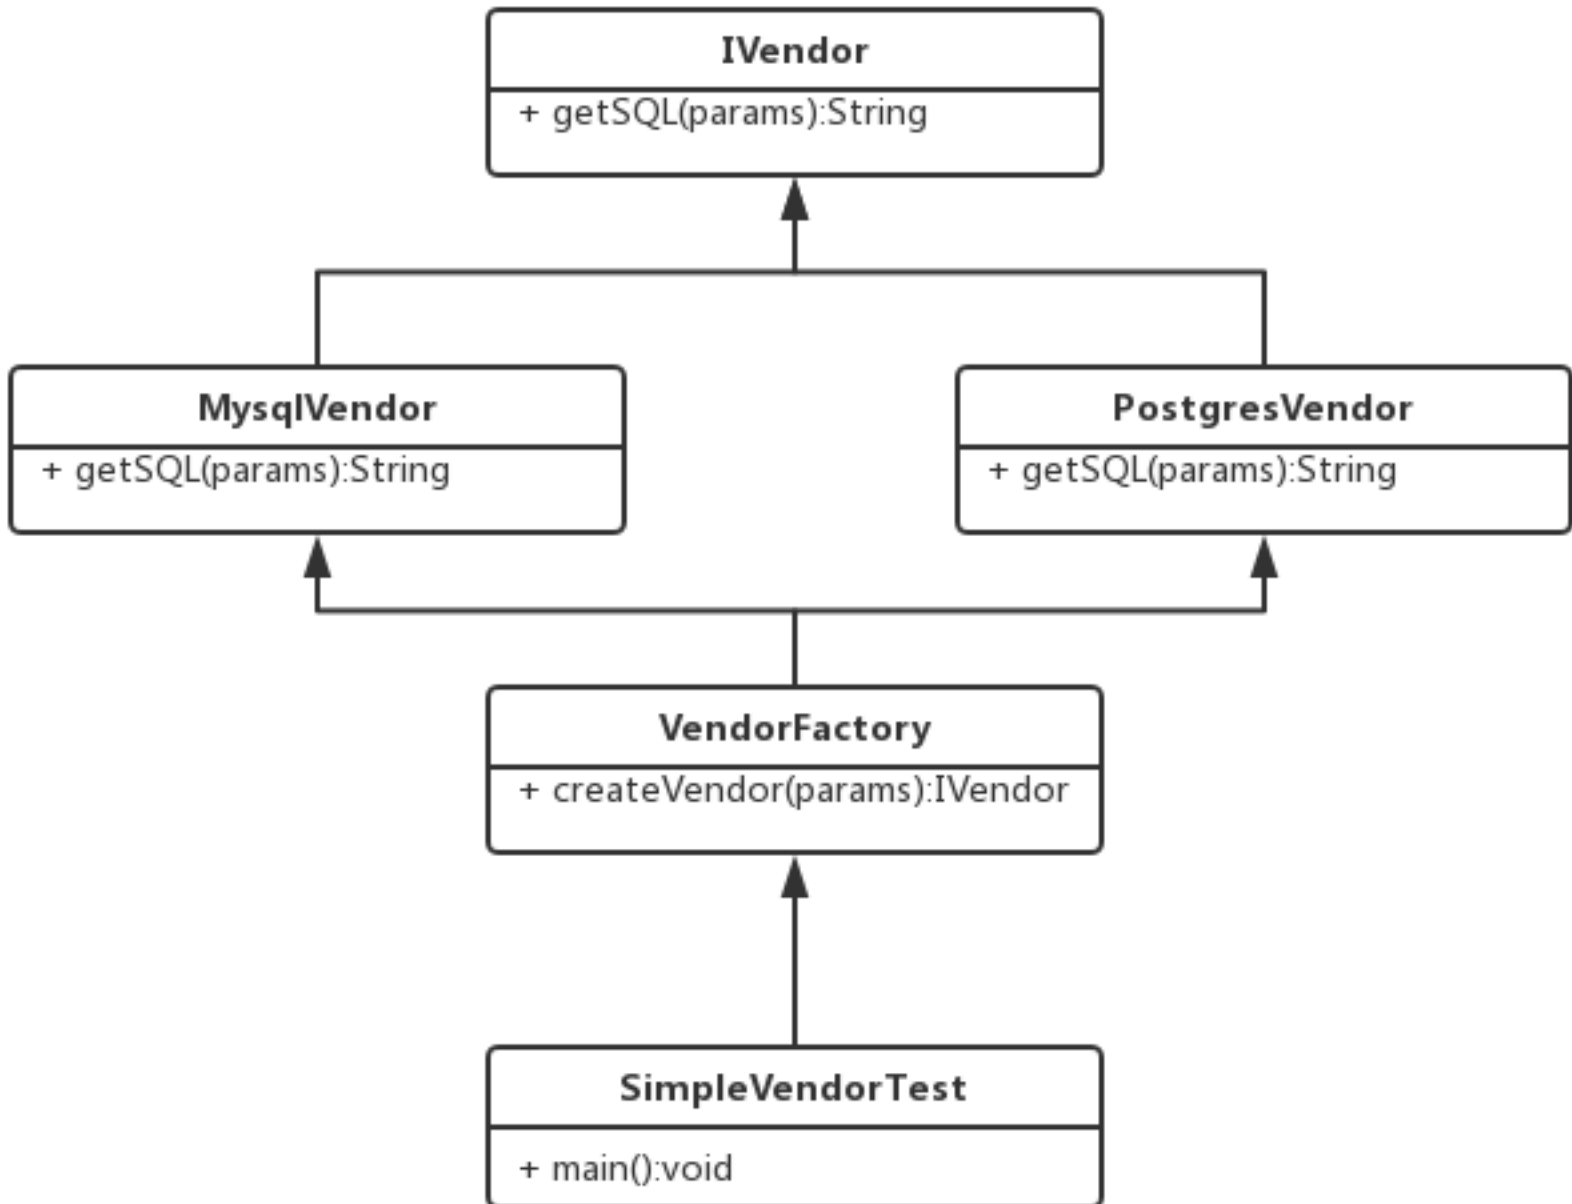 IVendor
+ getSQL(params):String
MysqlVendor
+ getSQL(params):String
PostgresVendor
+ getSQL(params):String
VendorFactory
+ createVendor(params):IVendor
SimpleVendorTest
+ main():void